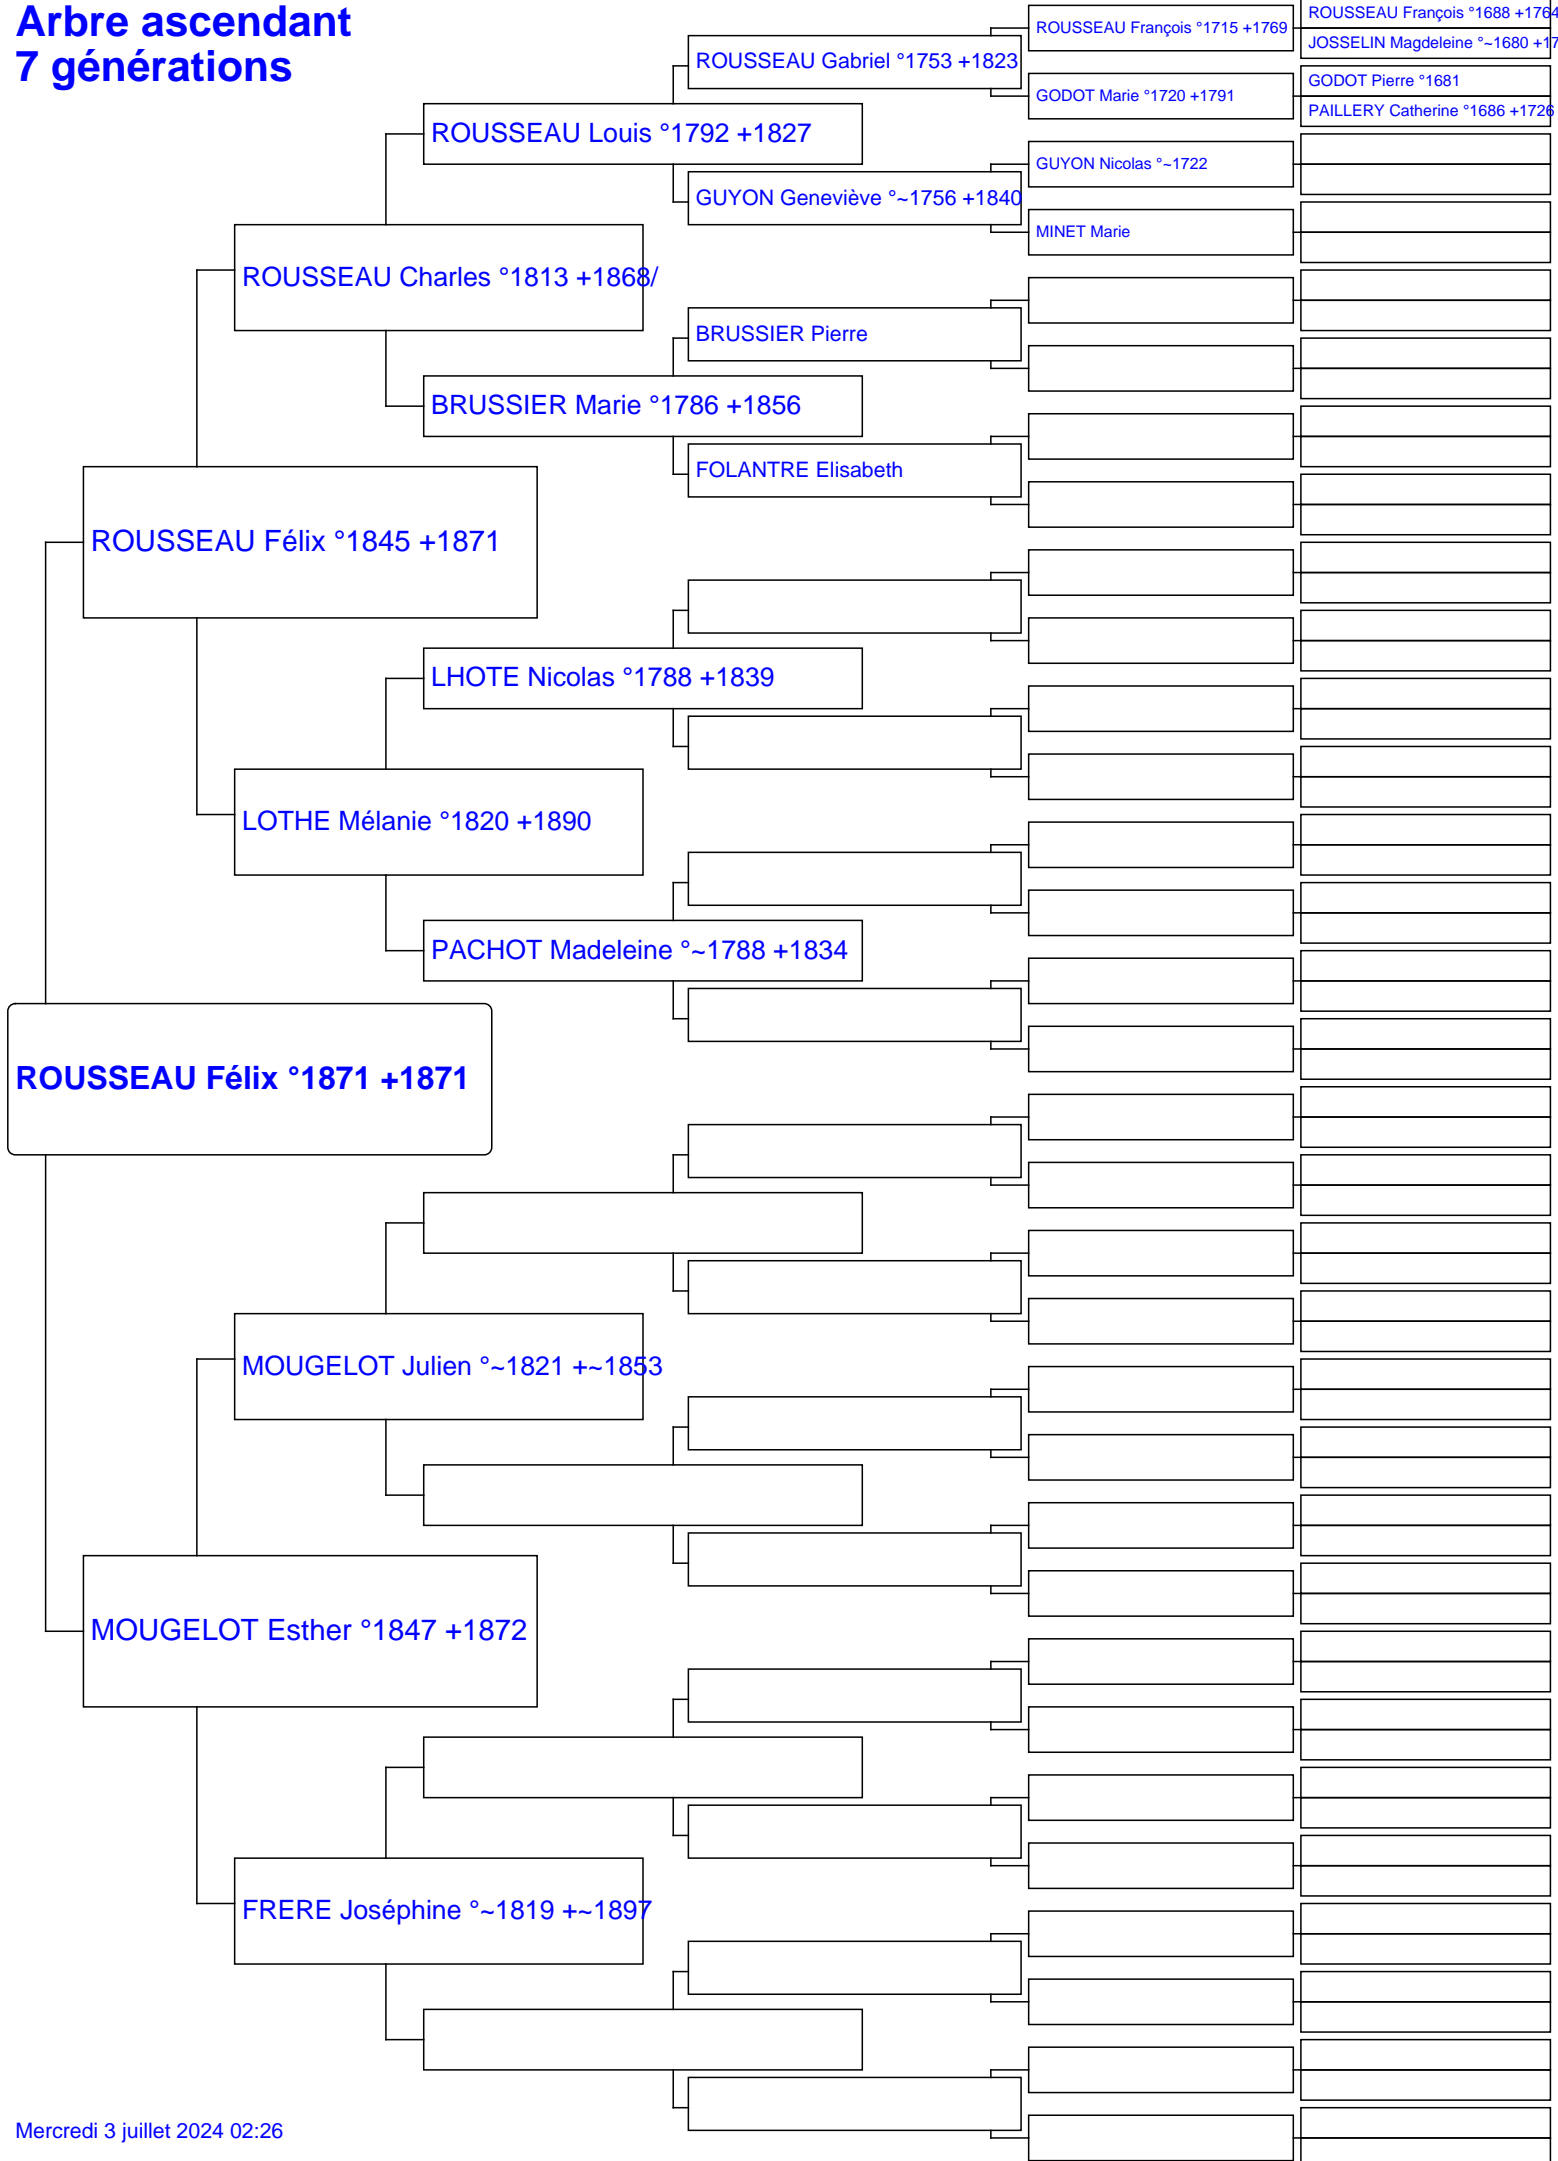 Arbre ascendant
7 générations
ROUSSEAU François °1688 +1764
ROUSSEAU François °1715 +1769
JOSSELIN Magdeleine °~1680 +17
ROUSSEAU Gabriel °1753 +1823
GODOT Pierre °1681
GODOT Marie °1720 +1791
PAILLERY Catherine °1686 +1726
ROUSSEAU Louis °1792 +1827
GUYON Nicolas °~1722
GUYON Geneviève °~1756 +1840
MINET Marie
ROUSSEAU Charles °1813 +1868/
BRUSSIER Pierre
BRUSSIER Marie °1786 +1856
FOLANTRE Elisabeth
ROUSSEAU Félix °1845 +1871
LHOTE Nicolas °1788 +1839
LOTHE Mélanie °1820 +1890
PACHOT Madeleine °~1788 +1834
ROUSSEAU Félix °1871 +1871
MOUGELOT Julien °~1821 +~1853
MOUGELOT Esther °1847 +1872
FRERE Joséphine °~1819 +~1897
Mercredi 3 juillet 2024 02:26